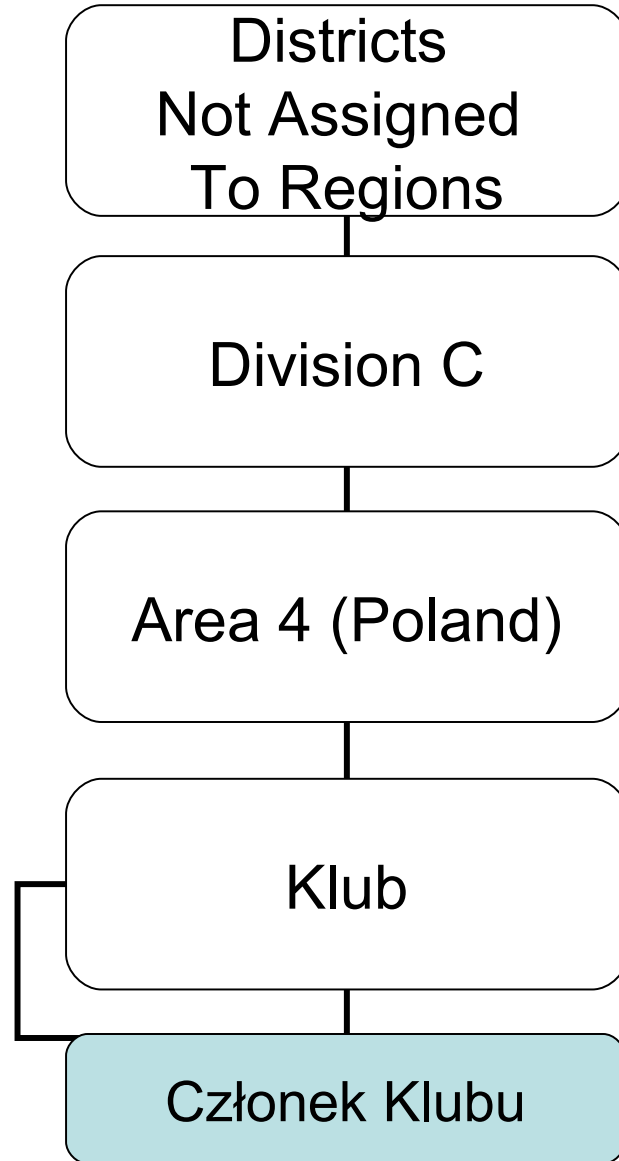 Districts
Not Assigned
To Regions
Division C
Area 4 (Poland)
Klub
Członek Klubu